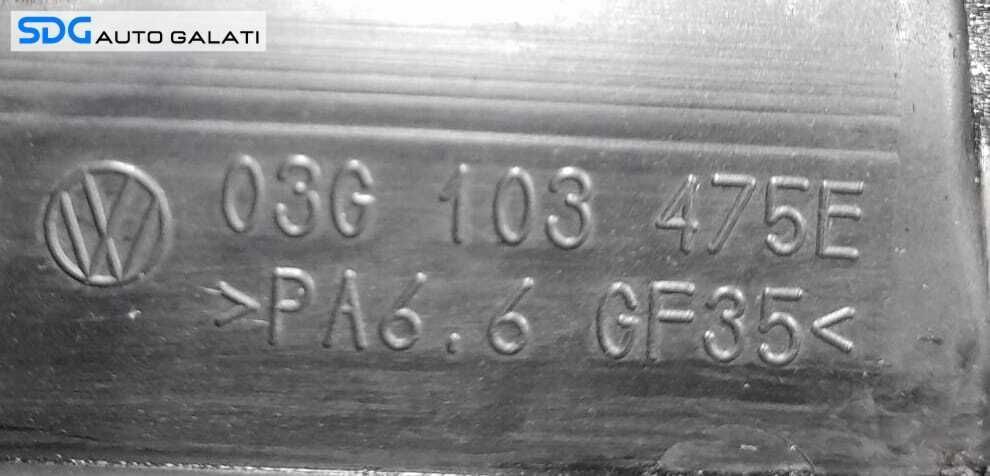 SDG AUTO GALATI
03G 103 475E
>PA6.6 GF35<